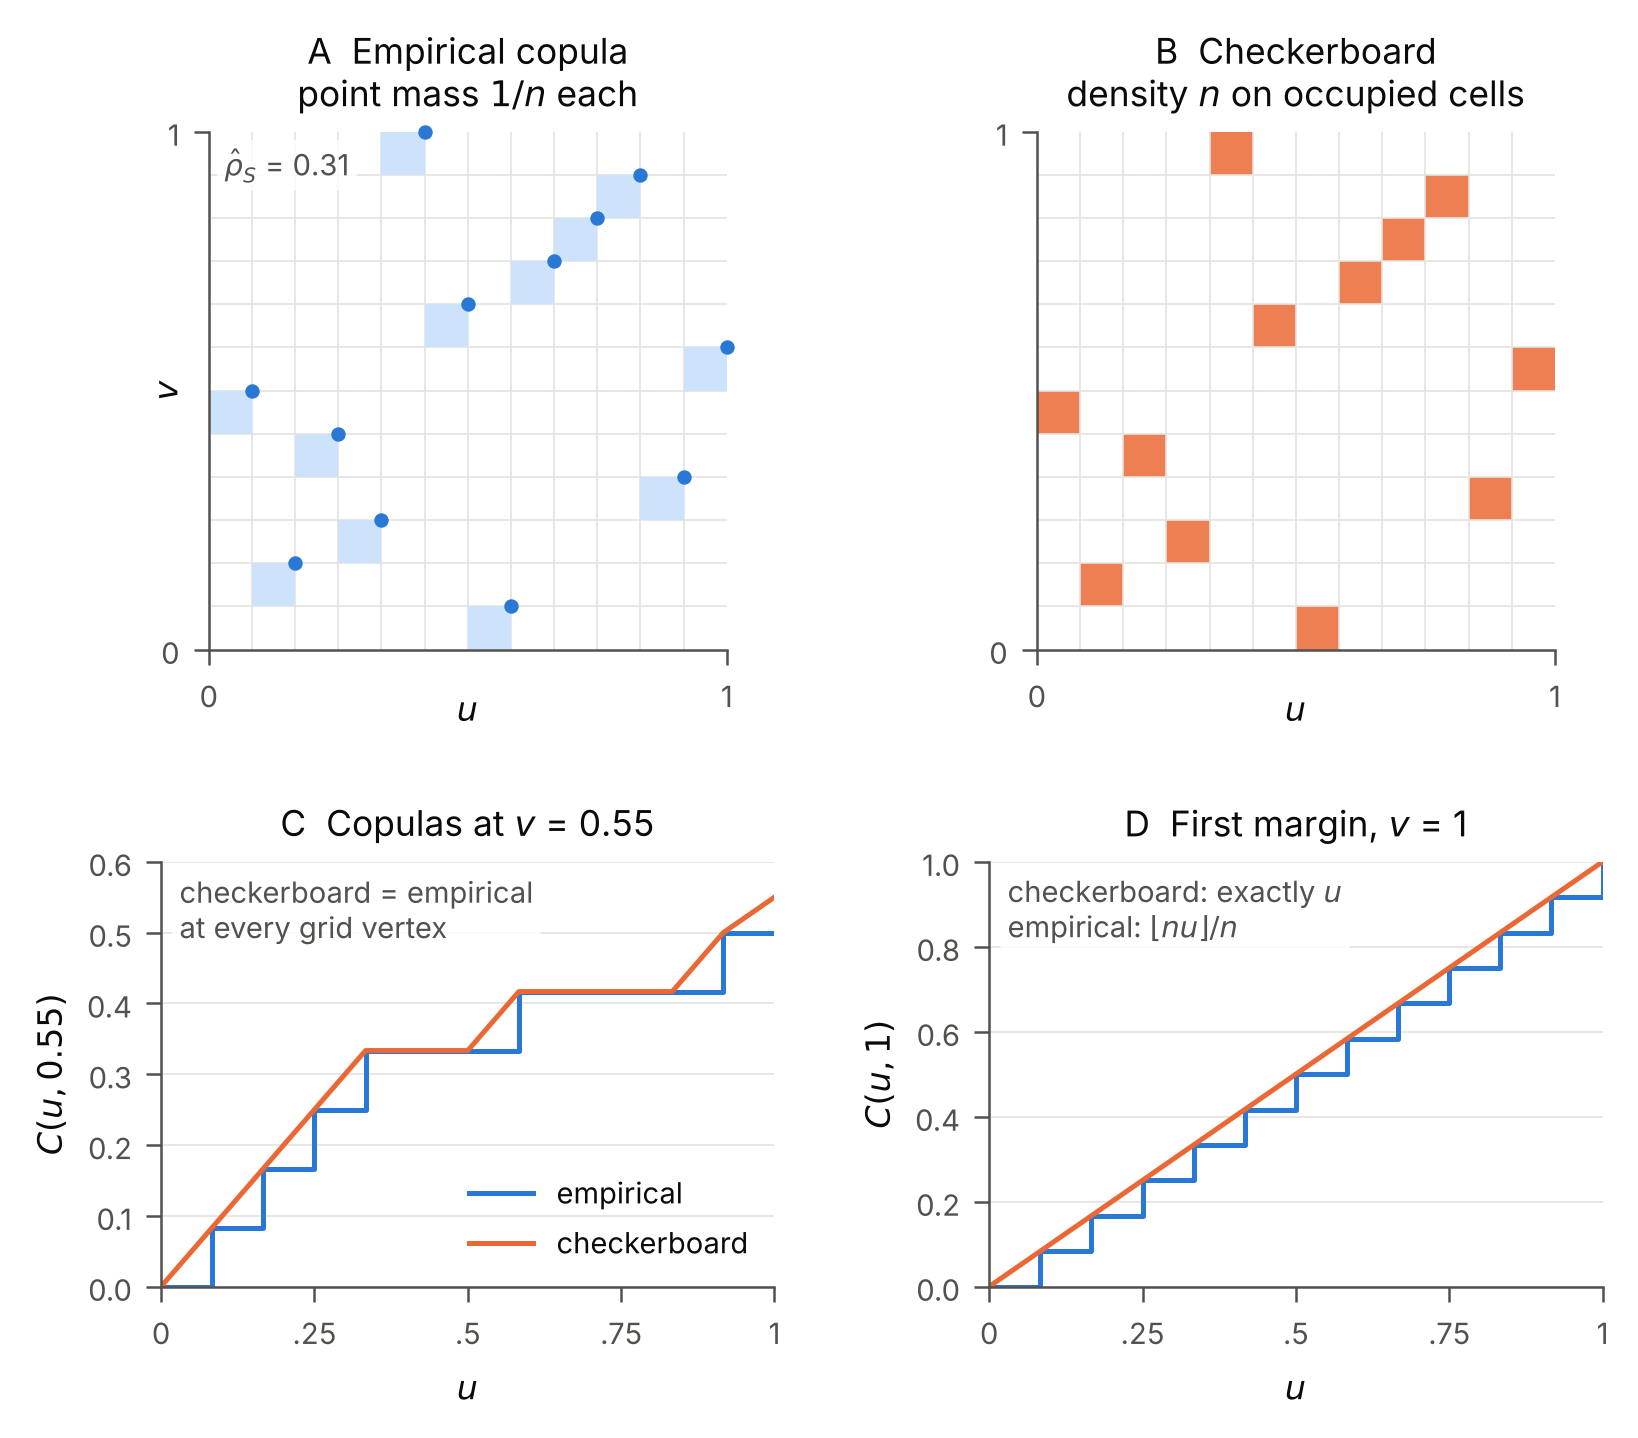 A Empirical copula
point mass 1/n each
1
ρ̂S = 0.31
v
0
0
1
u
B Checkerboard
density n on occupied cells
1
0
0
1
u
C Copulas at v = 0.55
0.6
checkerboard = empirical
at every grid vertex
0.5
0.4
0.3
0.2
0.1
0.0
C(u, 0.55)
empirical
checkerboard
0
.25
.5
.75
1
u
D First margin, v = 1
1.0
checkerboard: exactly u
empirical: ⌊nu⌋/n
0.8
0.6
0.4
0.2
0.0
C(u, 1)
0
.25
.5
.75
1
u